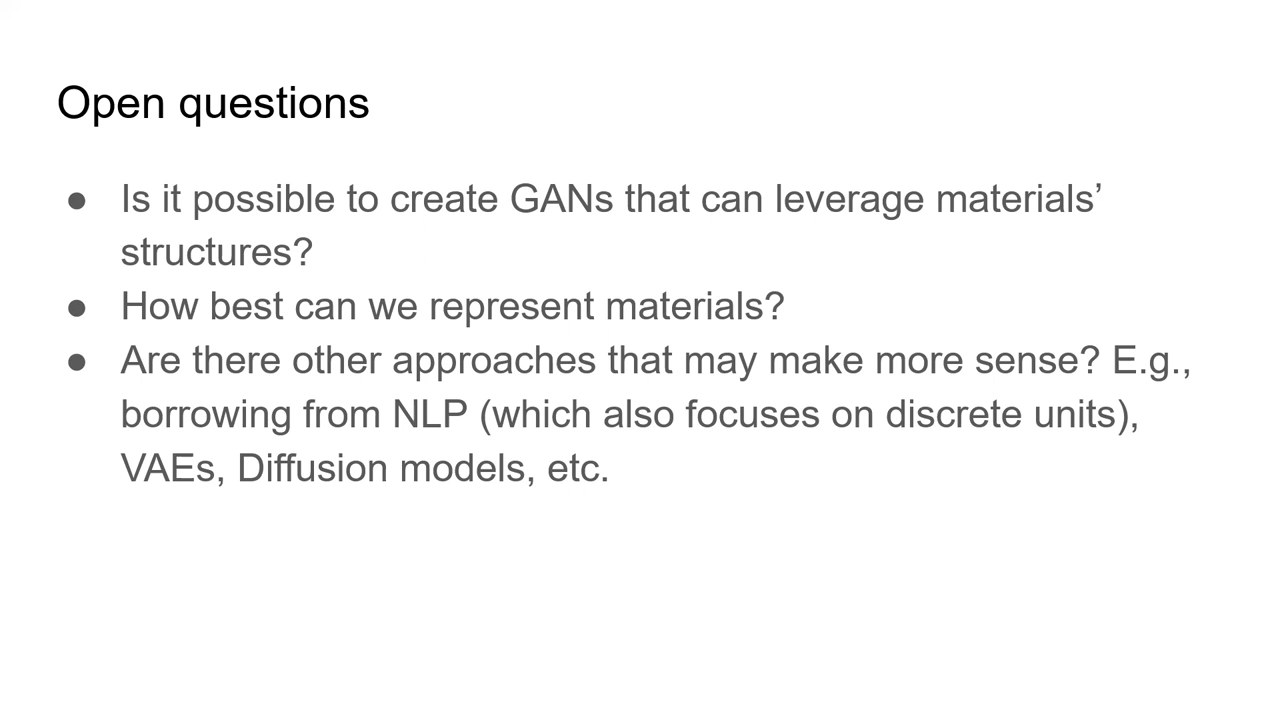 Open questions
● Is it possible to create GANs that can leverage materials’
structures?
● How best can we represent materials?
● Are there other approaches that may make more sense? E.g.,
borrowing from NLP (which also focuses on discrete units),
VAEs, Diffusion models, etc.